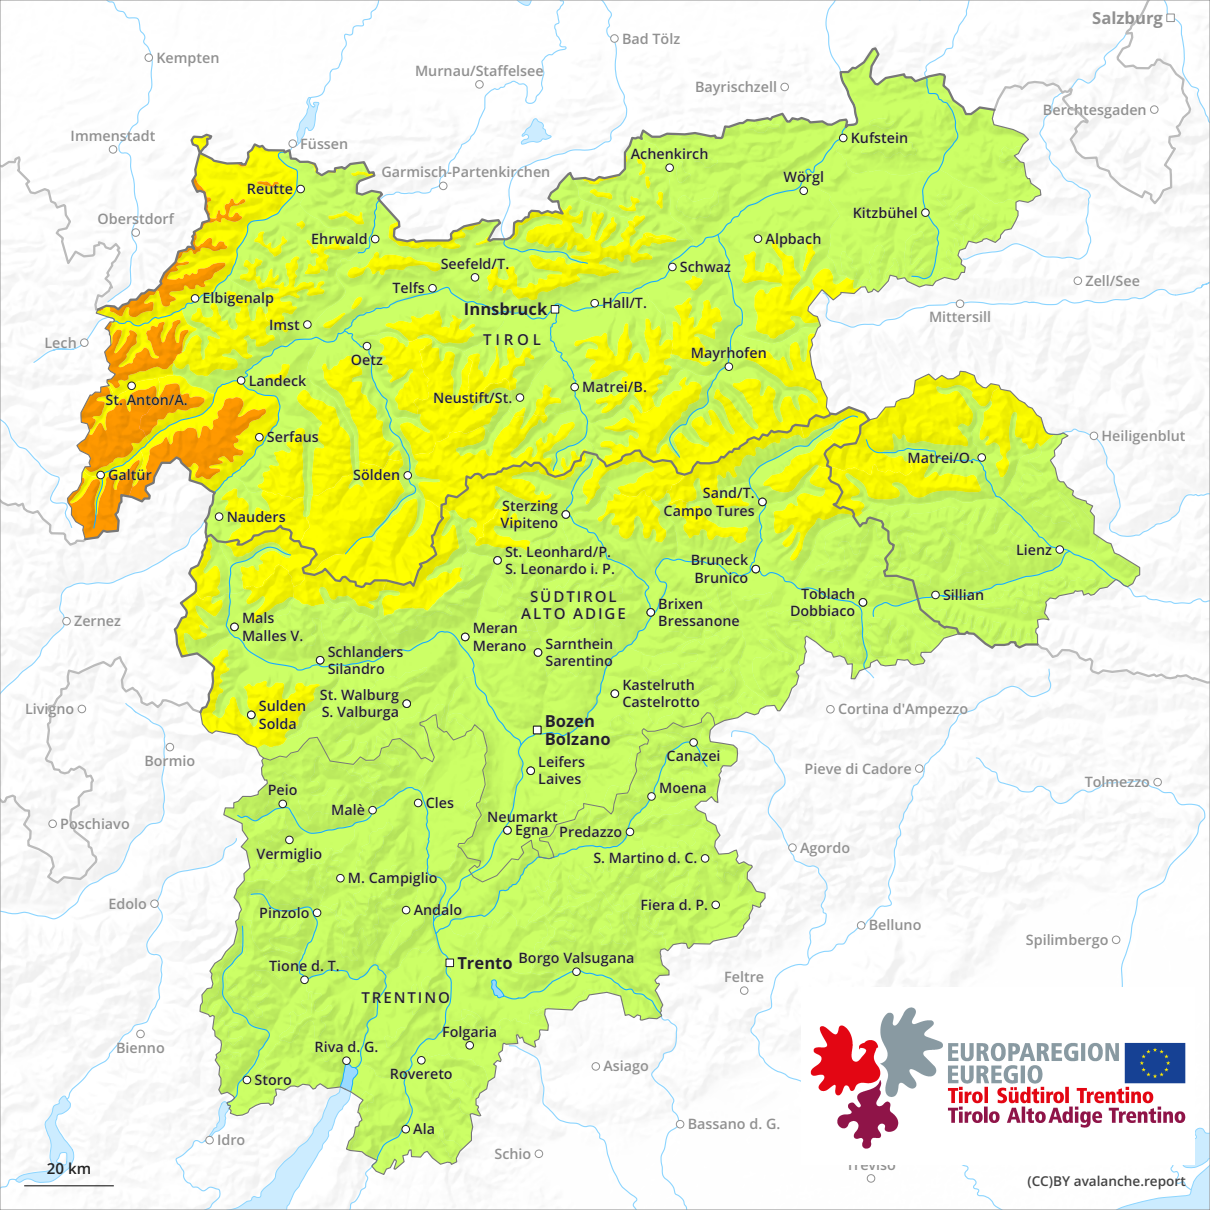 Salzburg
Bad Tölz
Kempten
Murnau/Staffelsee
Bayrischzell
Berchtesgaden
Immenstadt
Füssen
Kufstein
Achenkirch
Garmisch-Partenkirchen
Wörgl
Reutte
Oberstdorf
Kitzbühel
Ehrwald
Alpbach
Seefeld/T.
Schwaz
Zell/See
Telfs
Elbigenalp
Hall/T.
Innsbruck
Mittersill
Imst
TIROL
Lech
Oetz
Mayrhofen
Landeck
Matrei/B.
St. Anton/A.
Neustift/St.
Serfaus
Heiligenblut
Matrei/O.
Galtür
Sölden
Sand/T.
Campo Tures
Sterzing
Vipiteno
Nauders
Lienz
St. Leonhard/P.
S. Leonardo i. P.
Bruneck
Brunico
SÜDTIROL
ALTO ADIGE
Toblach
Dobbiaco
Sillian
Brixen
Bressanone
Zernez
Mals
Malles V.
Meran
Merano
Sarnthein
Sarentino
Schlanders
Silandro
Kastelruth
Castelrotto
St. Walburg
S. Valburga
Livigno
Sulden
Solda
Cortina d'Ampezzo
Bozen
Bolzano
Bormio
Canazei
Leifers
Laives
Pieve di Cadore
Tolmezzo
Peio
Moena
Malè
Cles
Poschiavo
Neumarkt
Egna
Predazzo
Vermiglio
S. Martino d. C.
Agordo
M. Campiglio
Edolo
Pinzolo
Andalo
Fiera d. P.
Belluno
Spilimbergo
Trento
Borgo Valsugana
Tione d. T.
Feltre
TRENTINO
Folgaria
Bienno
Riva d. G.
Asiago
Rovereto
Storo
EUROPAREGION
EUREGIO
Tirol Südtirol Trentino
Tirolo Alto Adige Trentino
Ala
Bassano d. G.
Idro
Schio
Treviso
20 km
(CC)BY avalanche.report